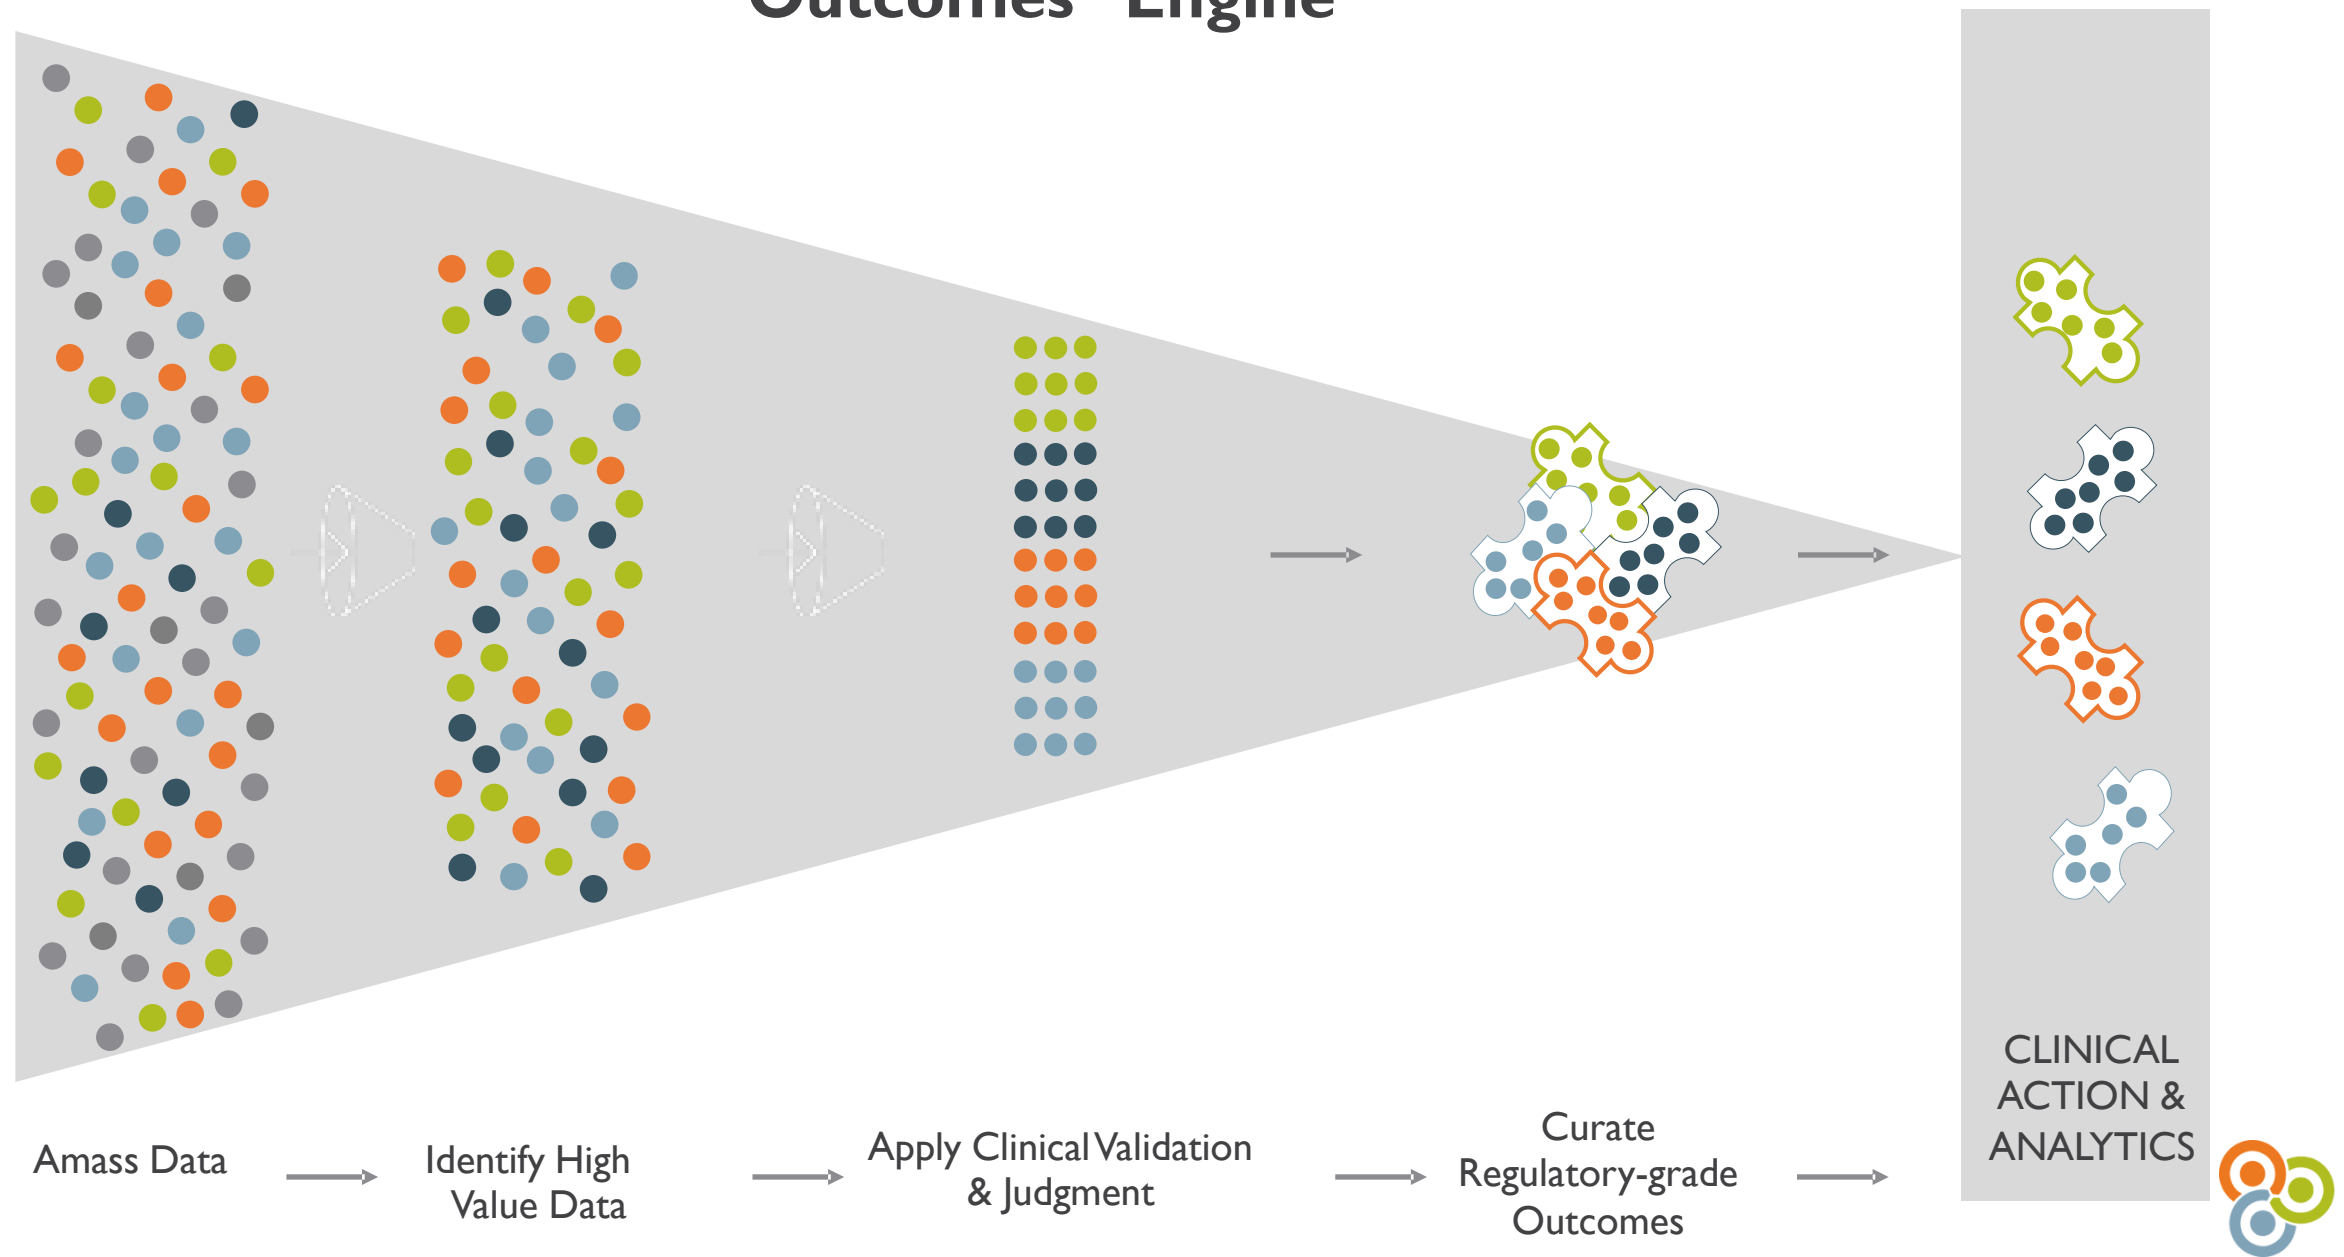 Outcomes Engine
Amass Data
Identify High
Value Data
Apply Clinical Validation
& Judgment
Curate
Regulatory-grade
Outcomes
CLINICAL
ACTION &
ANALYTICS